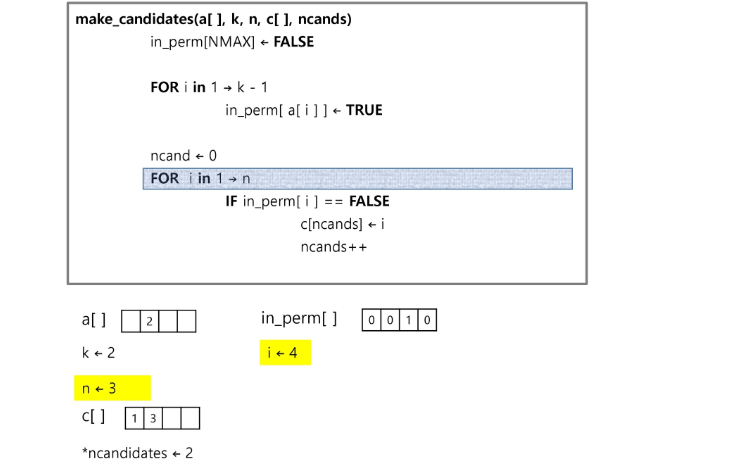 make_candidates(a[ ], k, n, c[ ], ncands)
in_perm[NMAX] ← FALSE
FOR i in 1 → k - 1
in_perm[ a[ i ] ] ← TRUE
ncand ← 0
FOR i in 1 → n
IF in_perm[ i ] == FALSE
c[ncands] ← i
ncands++
a[ ] 2 in_perm[ ] 0 0 1 0
k ← 2 i ← 4
n ← 3
c[ ] 1 3
*ncandidates ← 2